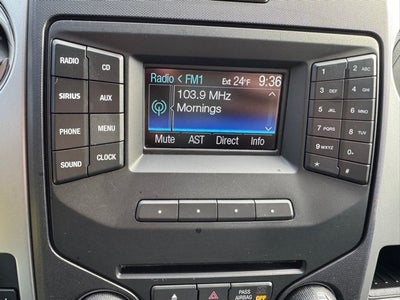 RADIO
CD
SIRIUS
AUX
PHONE
MENU
SOUND
CLOCK
Radio < FM1 Ext 24°F 9:36
103.9 MHz
Mornings
Mute AST Direct Info
1
2 ABC
3 DEF
4 GHI
5 JKL
6 MNO
7 PQRS
8 TUV
9 WXYZ
0
*
#
PASS
AIRBAG OFF